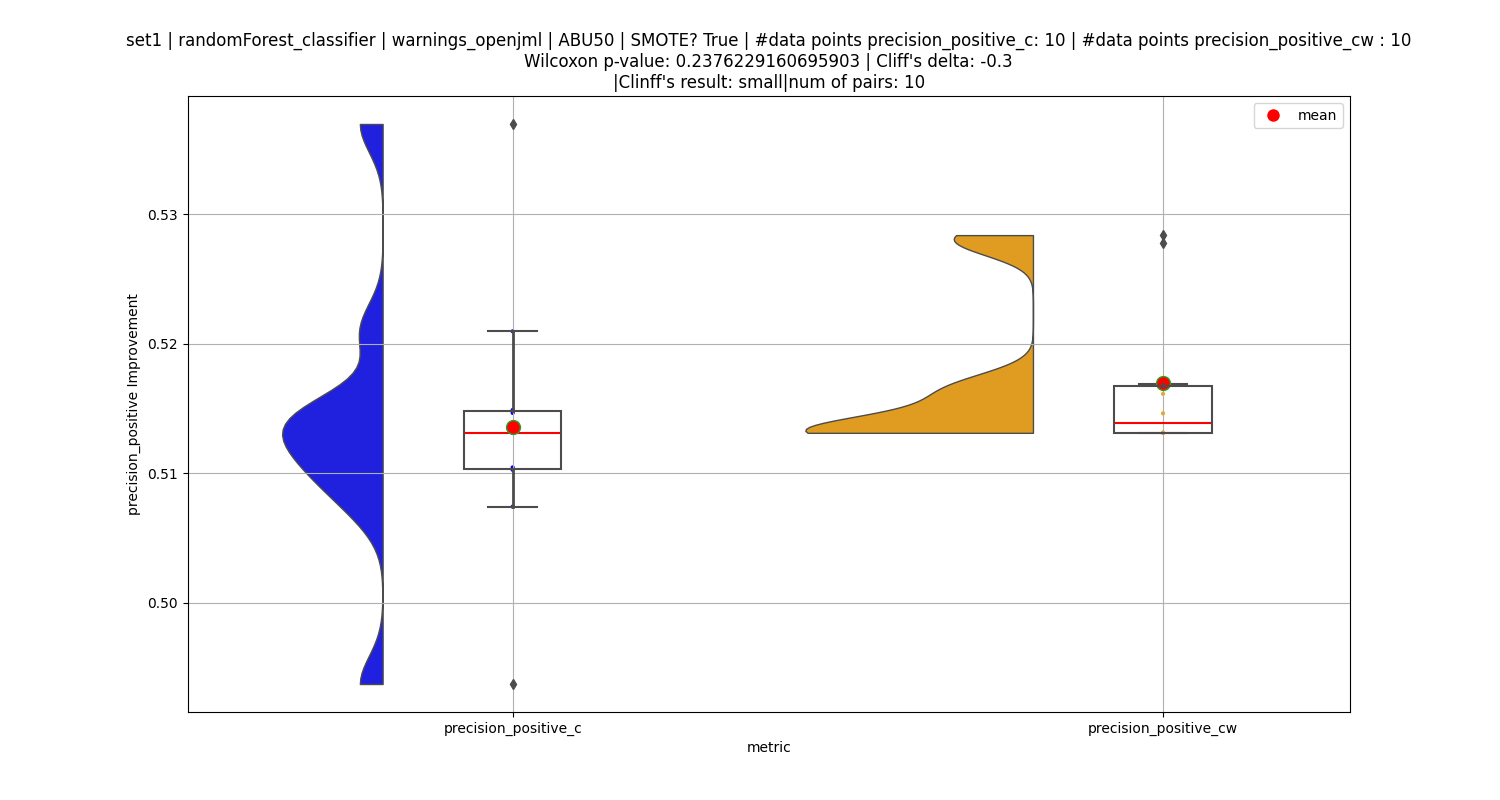 set1 | randomForest_classifier | warnings_openjml | ABU50 | SMOTE? True | #data points precision_positive_c: 10 | #data points precision_positive_cw : 10
Wilcoxon p-value: 0.2376229160695903 | Cliff's delta: -0.3
|Clinff's result: small|num of pairs: 10
mean
0.53
0.52
0.51
0.50
precision_positive Improvement
precision_positive_c
precision_positive_cw
metric